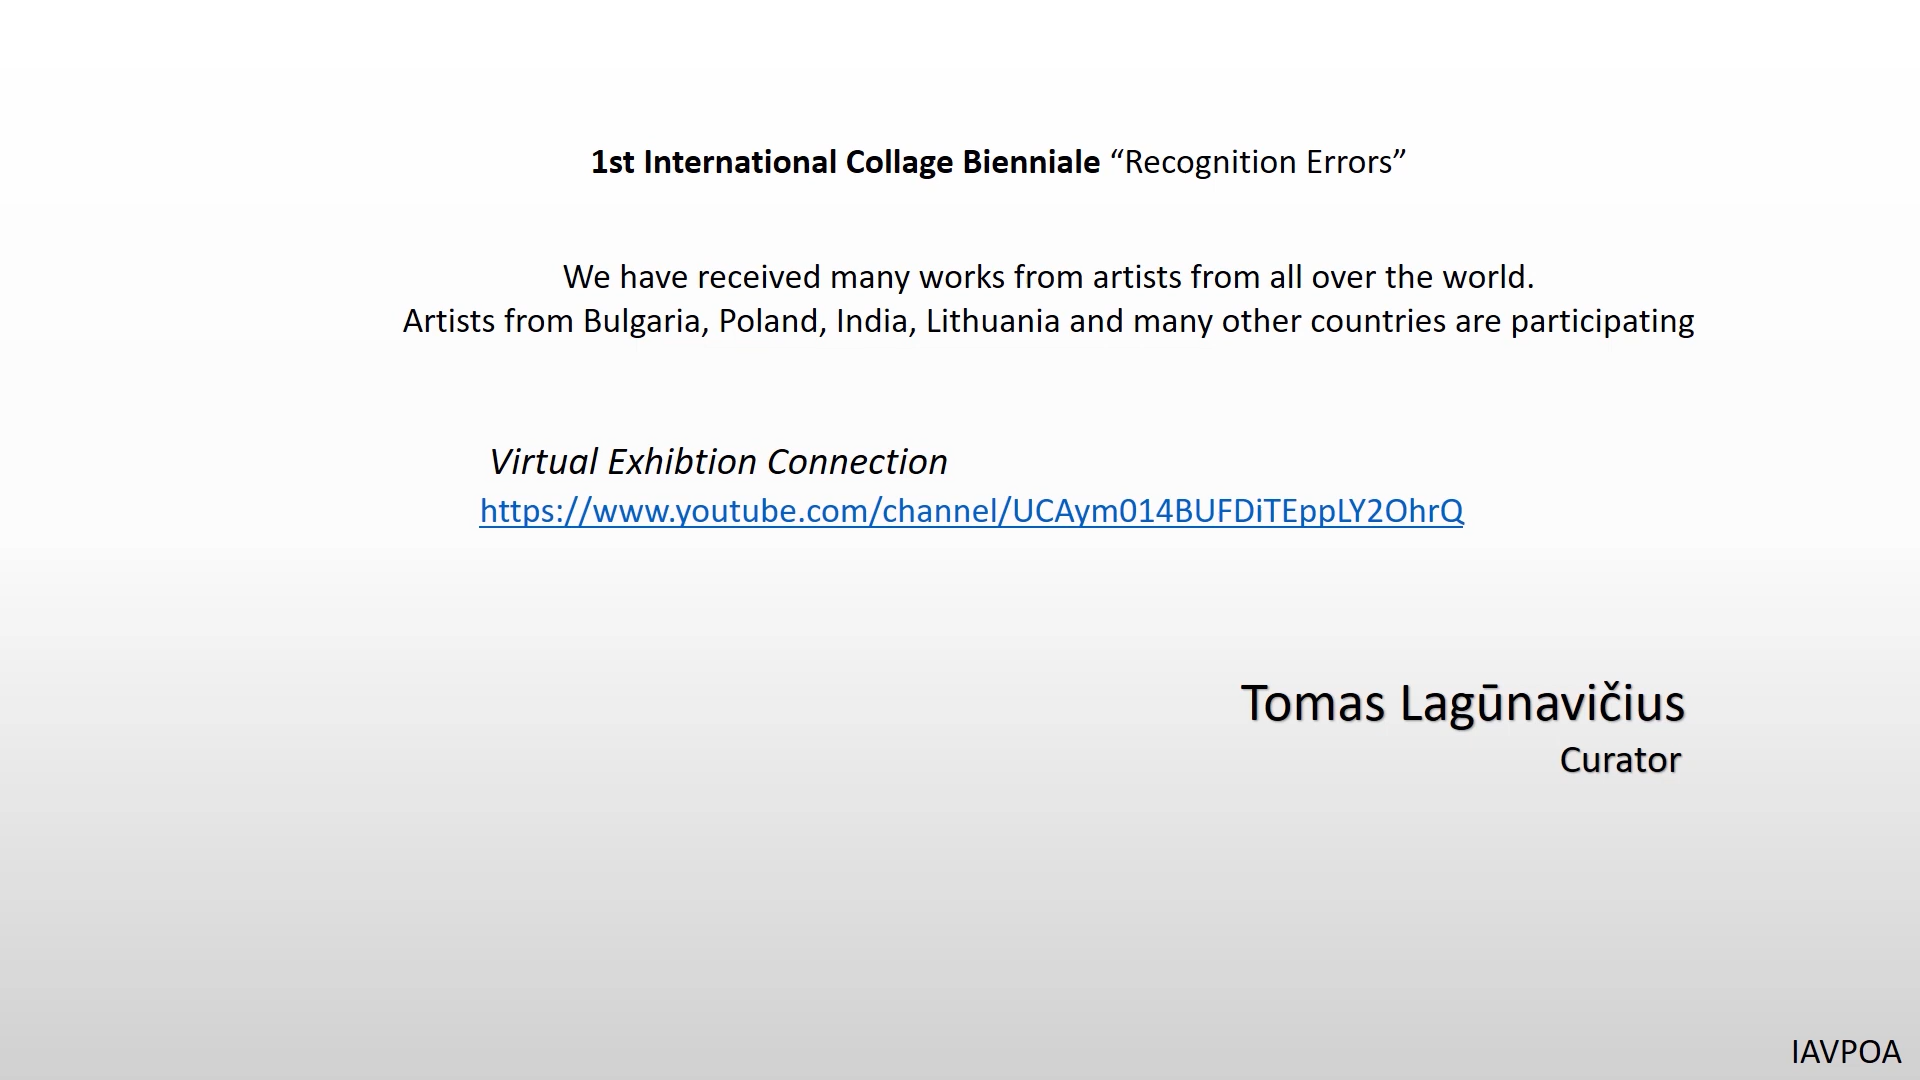 1st International Collage Bienniale “Recognition Errors”
We have received many works from artists from all over the world.
Artists from Bulgaria, Poland, India, Lithuania and many other countries are participating
Virtual Exhibtion Connection
https://www.youtube.com/channel/UCAym014BUFDiTEppLY2OhrQ
Tomas Lagūnavičius
Curator
IAVPOA